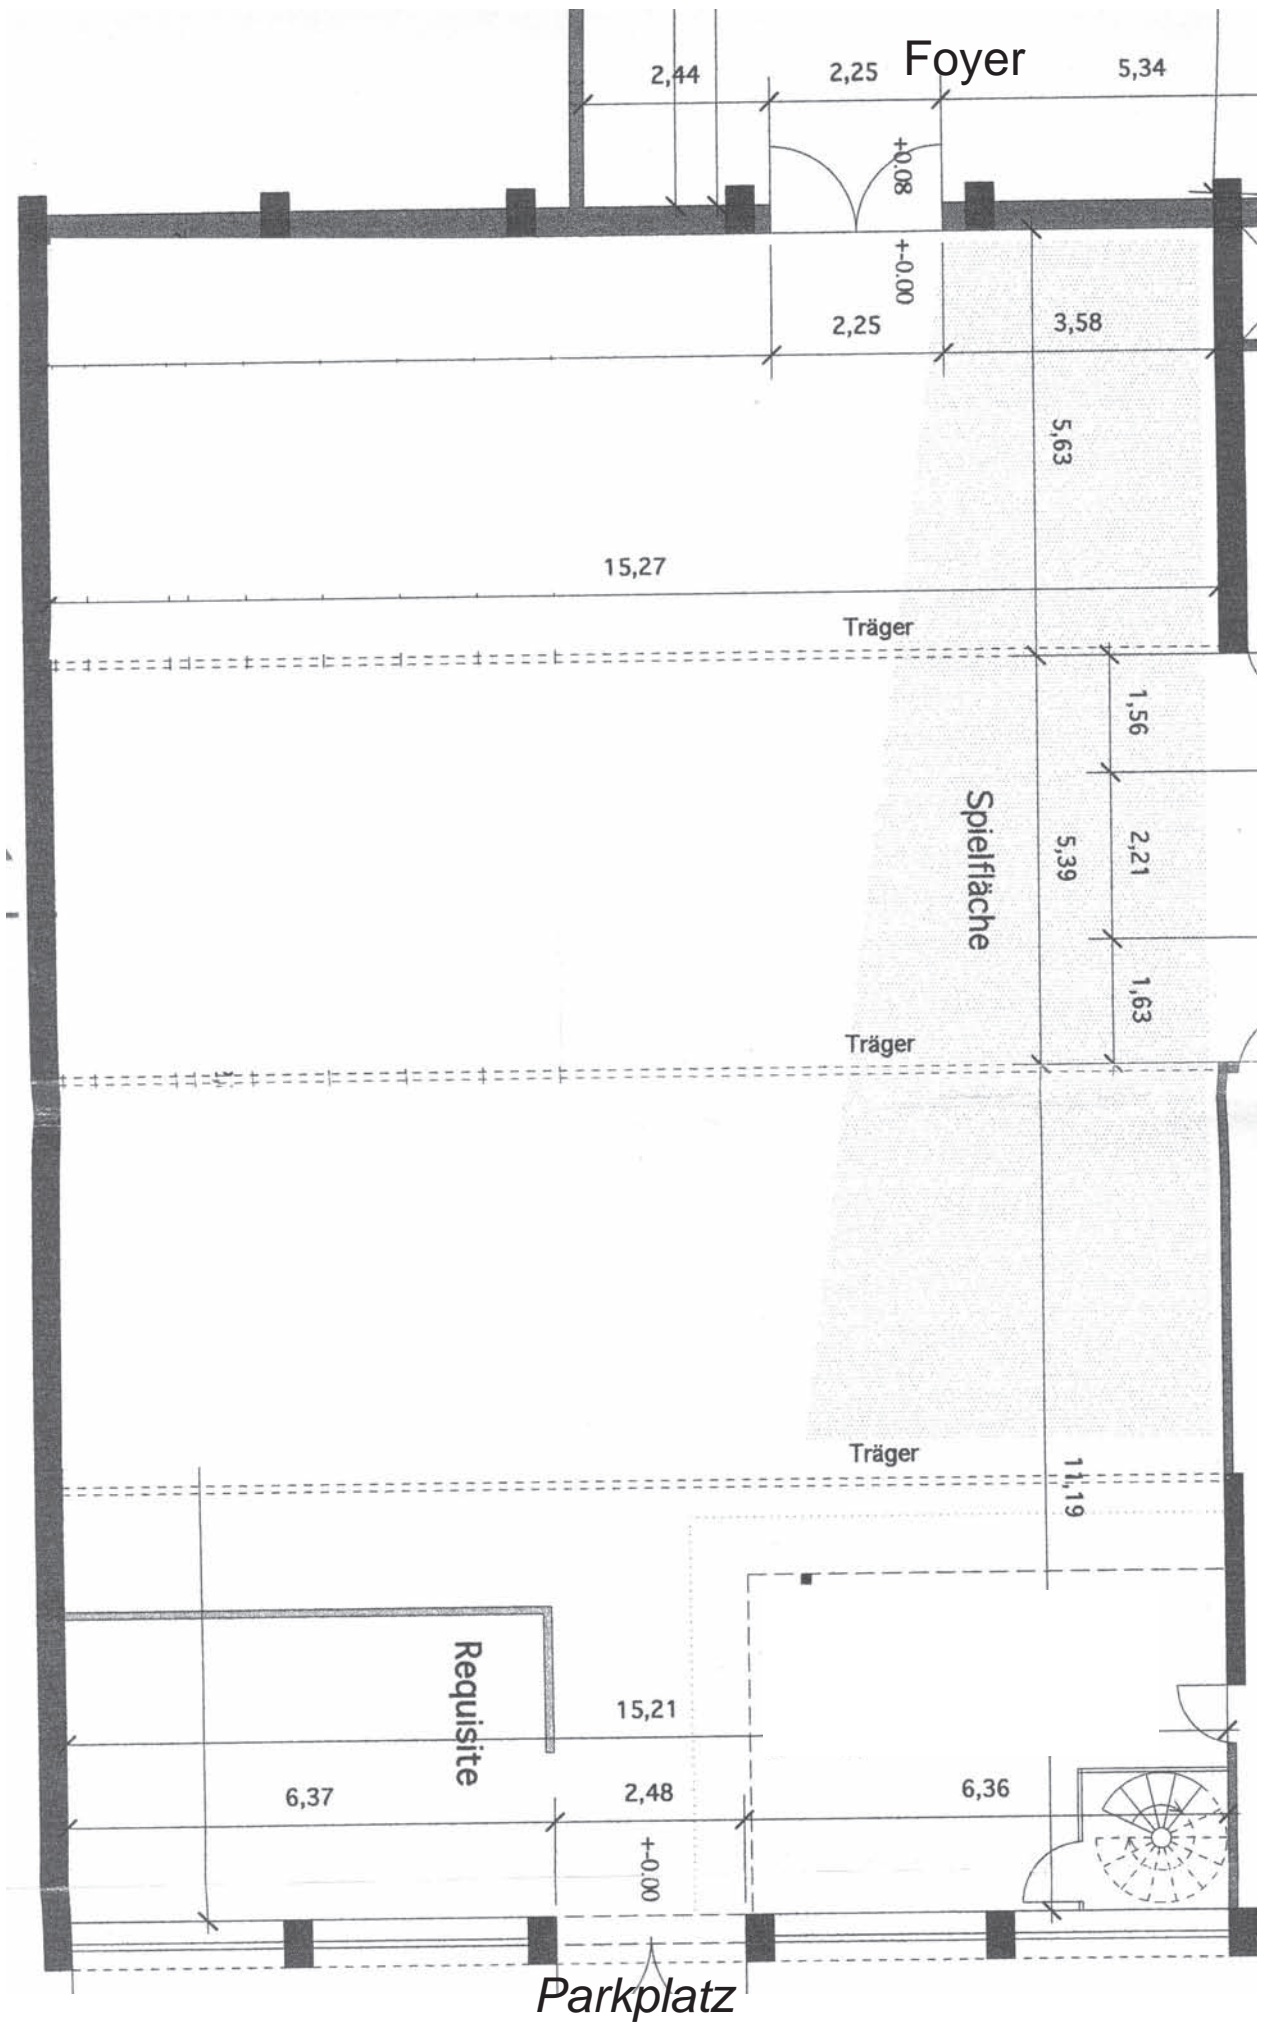 Foyer
2,44
2,25
5,34
+0.08
+-0.00
2,25
3,58
5,63
15,27
Träger
1,56
Spielfläche
5,39
2,21
1,63
Träger
Träger
11,19
Requisite
15,21
6,37
2,48
6,36
+-0.00
Parkplatz